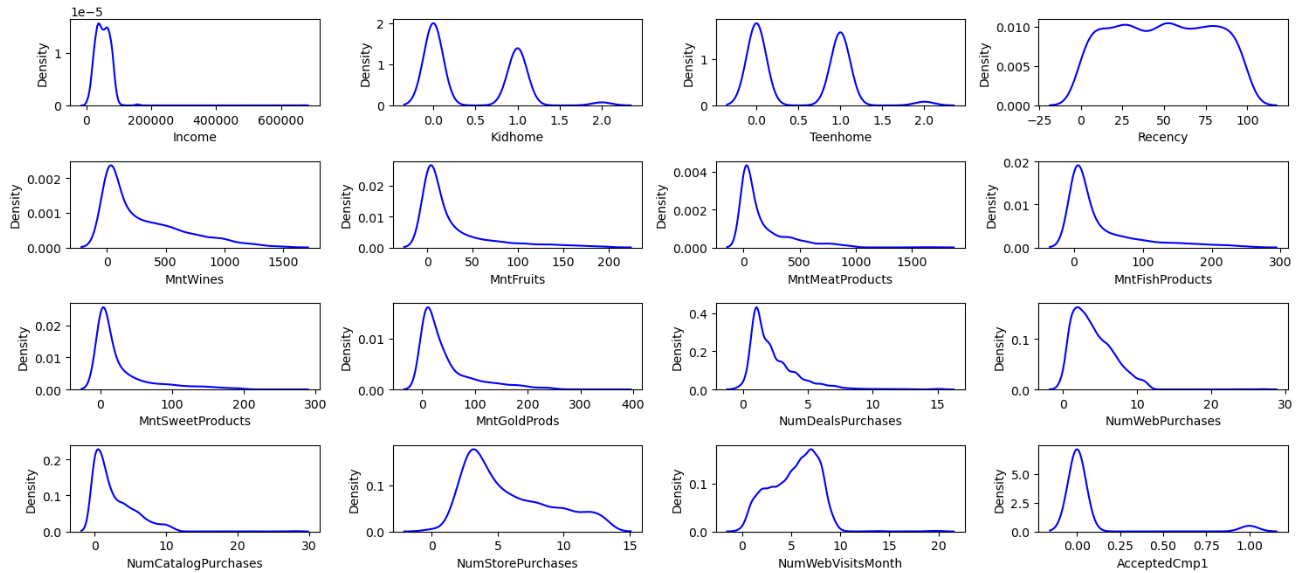 1e-5
Density
1
0
0 200000 400000 600000
Income
Density
2
1
0
0.0 0.5 1.0 1.5 2.0
Kidhome
Density
1
0
0.0 0.5 1.0 1.5 2.0
Teenhome
Density
0.010
0.005
0.000
−25 0 25 50 75 100
Recency
Density
0.002
0.001
0.000
0 500 1000 1500
MntWines
Density
0.02
0.01
0.00
0 50 100 150 200
MntFruits
Density
0.004
0.002
0.000
0 500 1000 1500
MntMeatProducts
Density
0.02
0.01
0.00
0 100 200 300
MntFishProducts
Density
0.02
0.01
0.00
0 100 200 300
MntSweetProducts
Density
0.01
0.00
0 100 200 300 400
MntGoldProds
Density
0.4
0.2
0.0
0 5 10 15
NumDealsPurchases
Density
0.1
0.0
0 10 20 30
NumWebPurchases
Density
0.2
0.1
0.0
0 10 20 30
NumCatalogPurchases
Density
0.1
0.0
0 5 10 15
NumStorePurchases
Density
0.1
0.0
0 5 10 15 20
NumWebVisitsMonth
Density
5.0
2.5
0.0
0.00 0.25 0.50 0.75 1.00
AcceptedCmp1